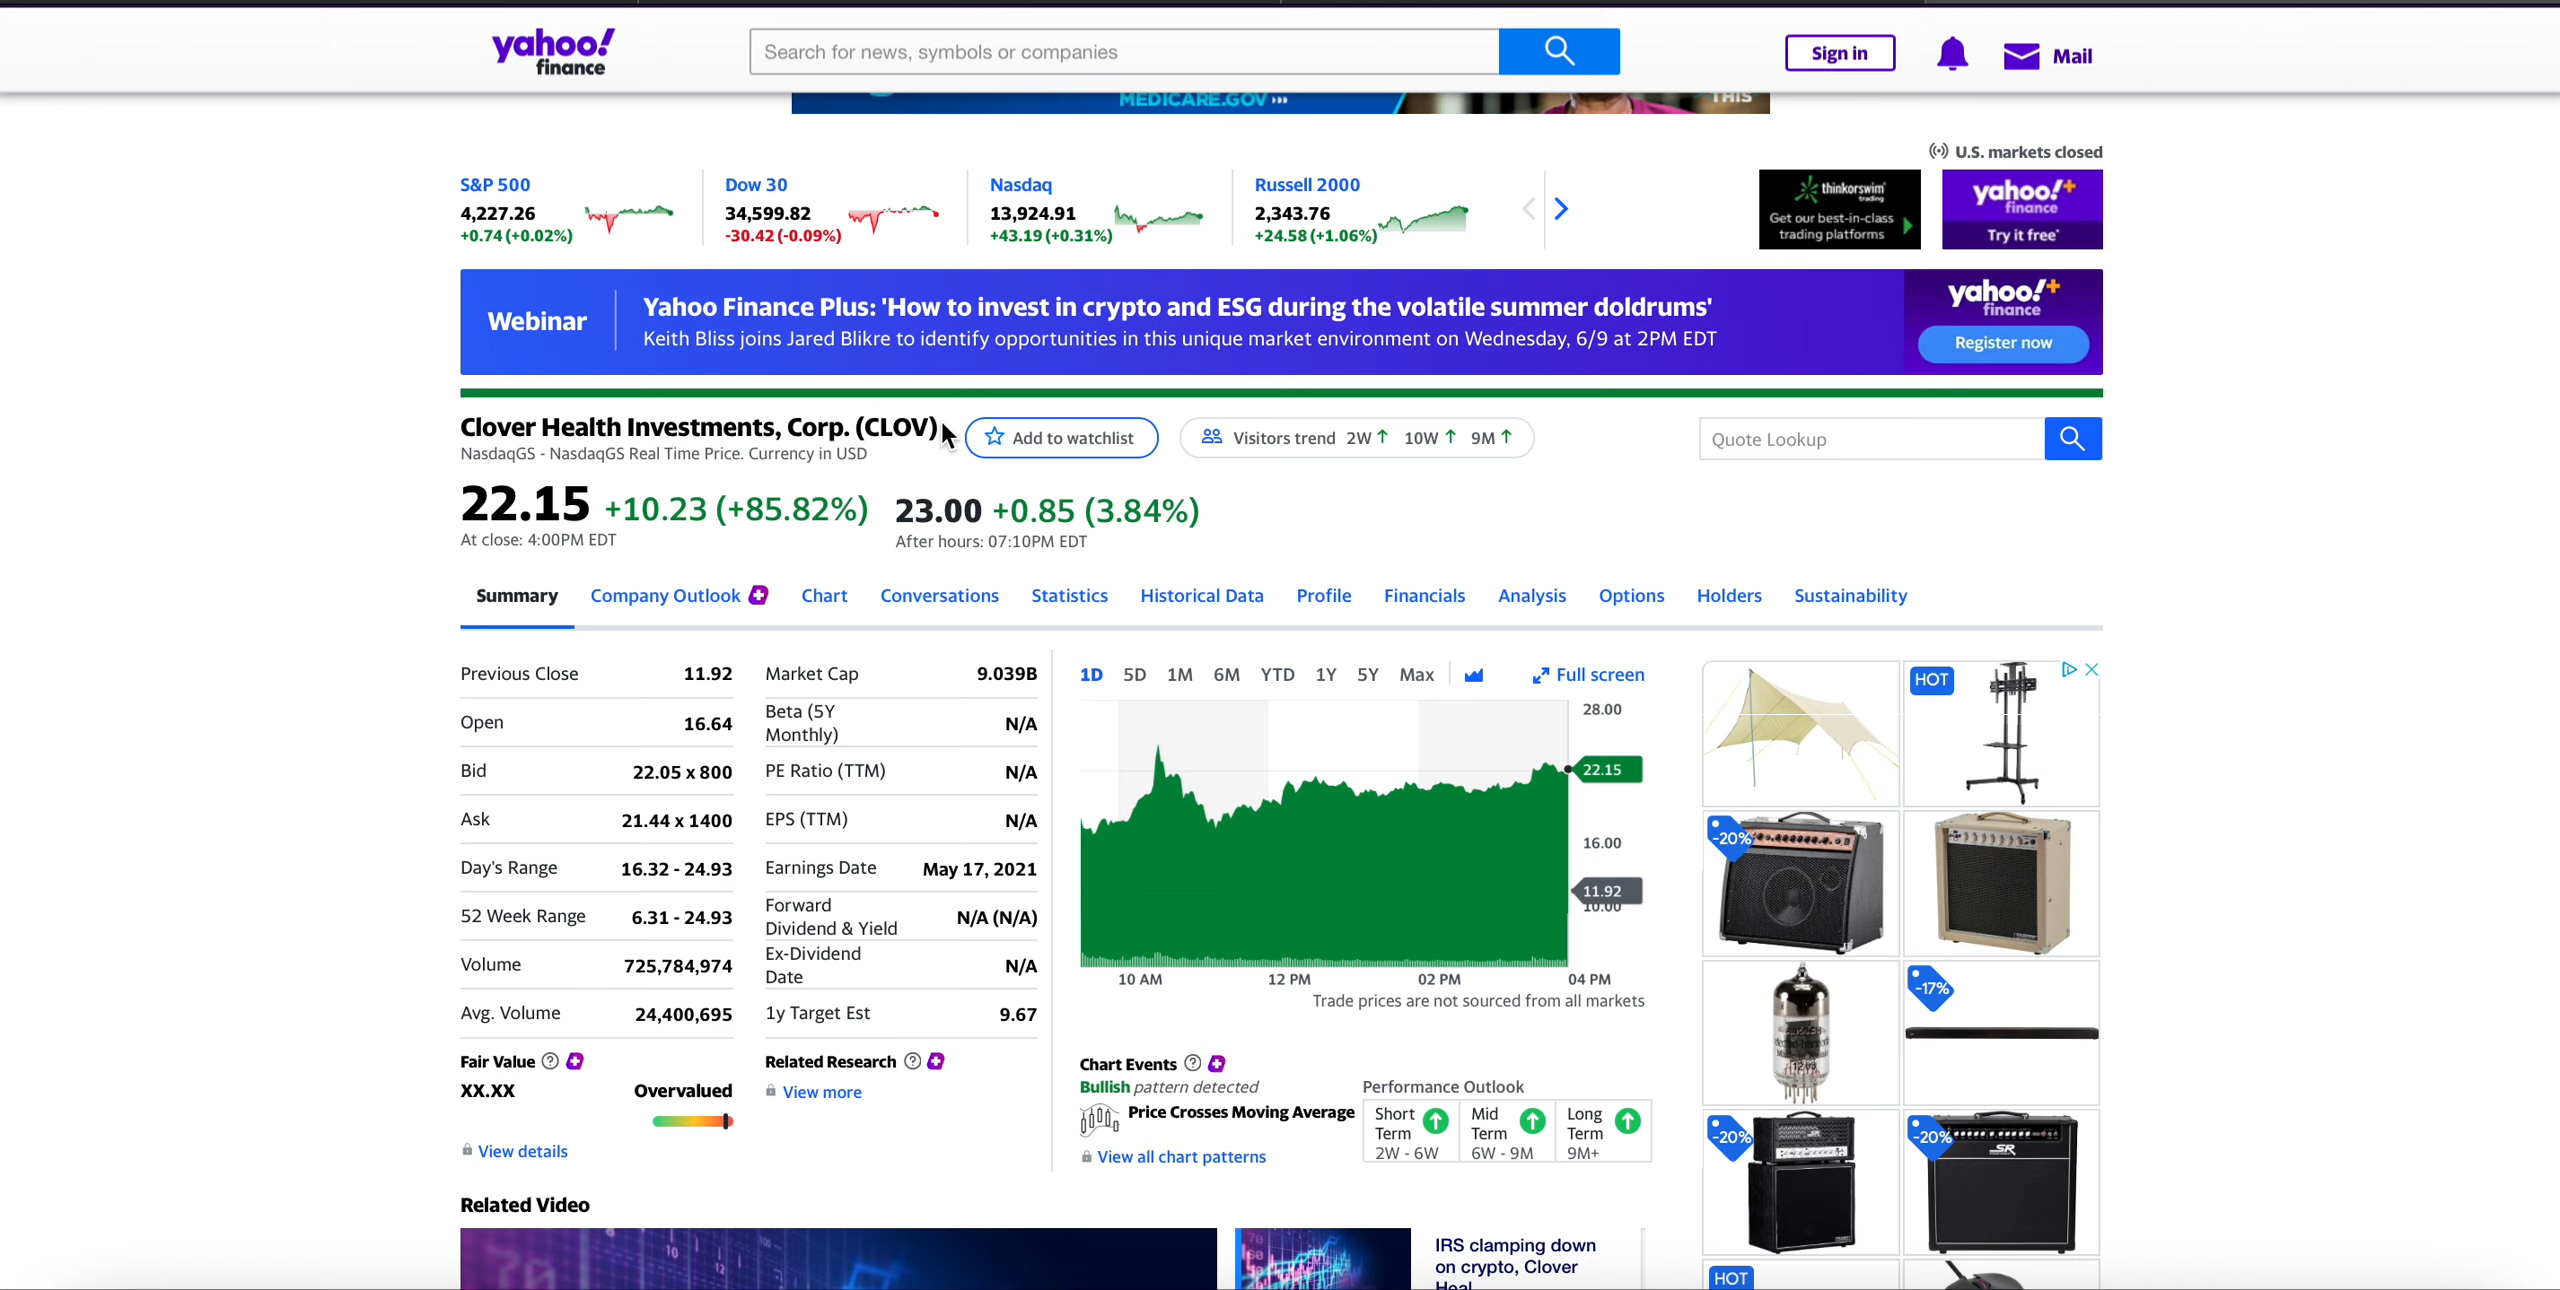 yahoo!
finance
Search for news, symbols or companies
Sign in
Mail
MEDICARE.GOV
THIS
U.S. markets closed
S&P 500
4,227.26
+0.74 (+0.02%)
Dow 30
34,599.82
-30.42 (-0.09%)
Nasdaq
13,924.91
+43.19 (+0.31%)
Russell 2000
2,343.76
+24.58 (+1.06%)
thinkorswim
trading
Get our best-in-class
trading platforms
yahoo!+
finance
Try it free*
Webinar
Yahoo Finance Plus: 'How to invest in crypto and ESG during the volatile summer doldrums'
Keith Bliss joins Jared Blikre to identify opportunities in this unique market environment on Wednesday, 6/9 at 2PM EDT
yahoo!+
finance
Register now
Clover Health Investments, Corp. (CLOV)
Add to watchlist
Visitors trend 2W↑ 10W↑ 9M↑
Quote Lookup
NasdaqGS - NasdaqGS Real Time Price. Currency in USD
22.15 +10.23 (+85.82%)
At close: 4:00PM EDT
23.00 +0.85 (3.84%)
After hours: 07:10PM EDT
Summary Company Outlook Chart Conversations Statistics Historical Data Profile Financials Analysis Options Holders Sustainability
Previous Close 11.92
Open 16.64
Bid 22.05 x 800
Ask 21.44 x 1400
Day's Range 16.32 - 24.93
52 Week Range 6.31 - 24.93
Volume 725,784,974
Avg. Volume 24,400,695
Market Cap 9.039B
Beta (5Y
Monthly) N/A
PE Ratio (TTM) N/A
EPS (TTM) N/A
Earnings Date May 17, 2021
Forward
Dividend & Yield N/A (N/A)
Ex-Dividend
Date N/A
1y Target Est 9.67
Fair Value
XX.XX Overvalued
View details
Related Research
View more
1D 5D 1M 6M YTD 1Y 5Y Max Full screen
28.00
22.15
16.00
11.92
10.00
10 AM 12 PM 02 PM 04 PM
Trade prices are not sourced from all markets
Chart Events
Bullish pattern detected
Price Crosses Moving Average
View all chart patterns
Performance Outlook
Short
Term
2W - 6W
Mid
Term
6W - 9M
Long
Term
9M+
HOT
-20%
-17%
-20%
-20%
SR
HOT
Related Video
IRS clamping down
on crypto, Clover